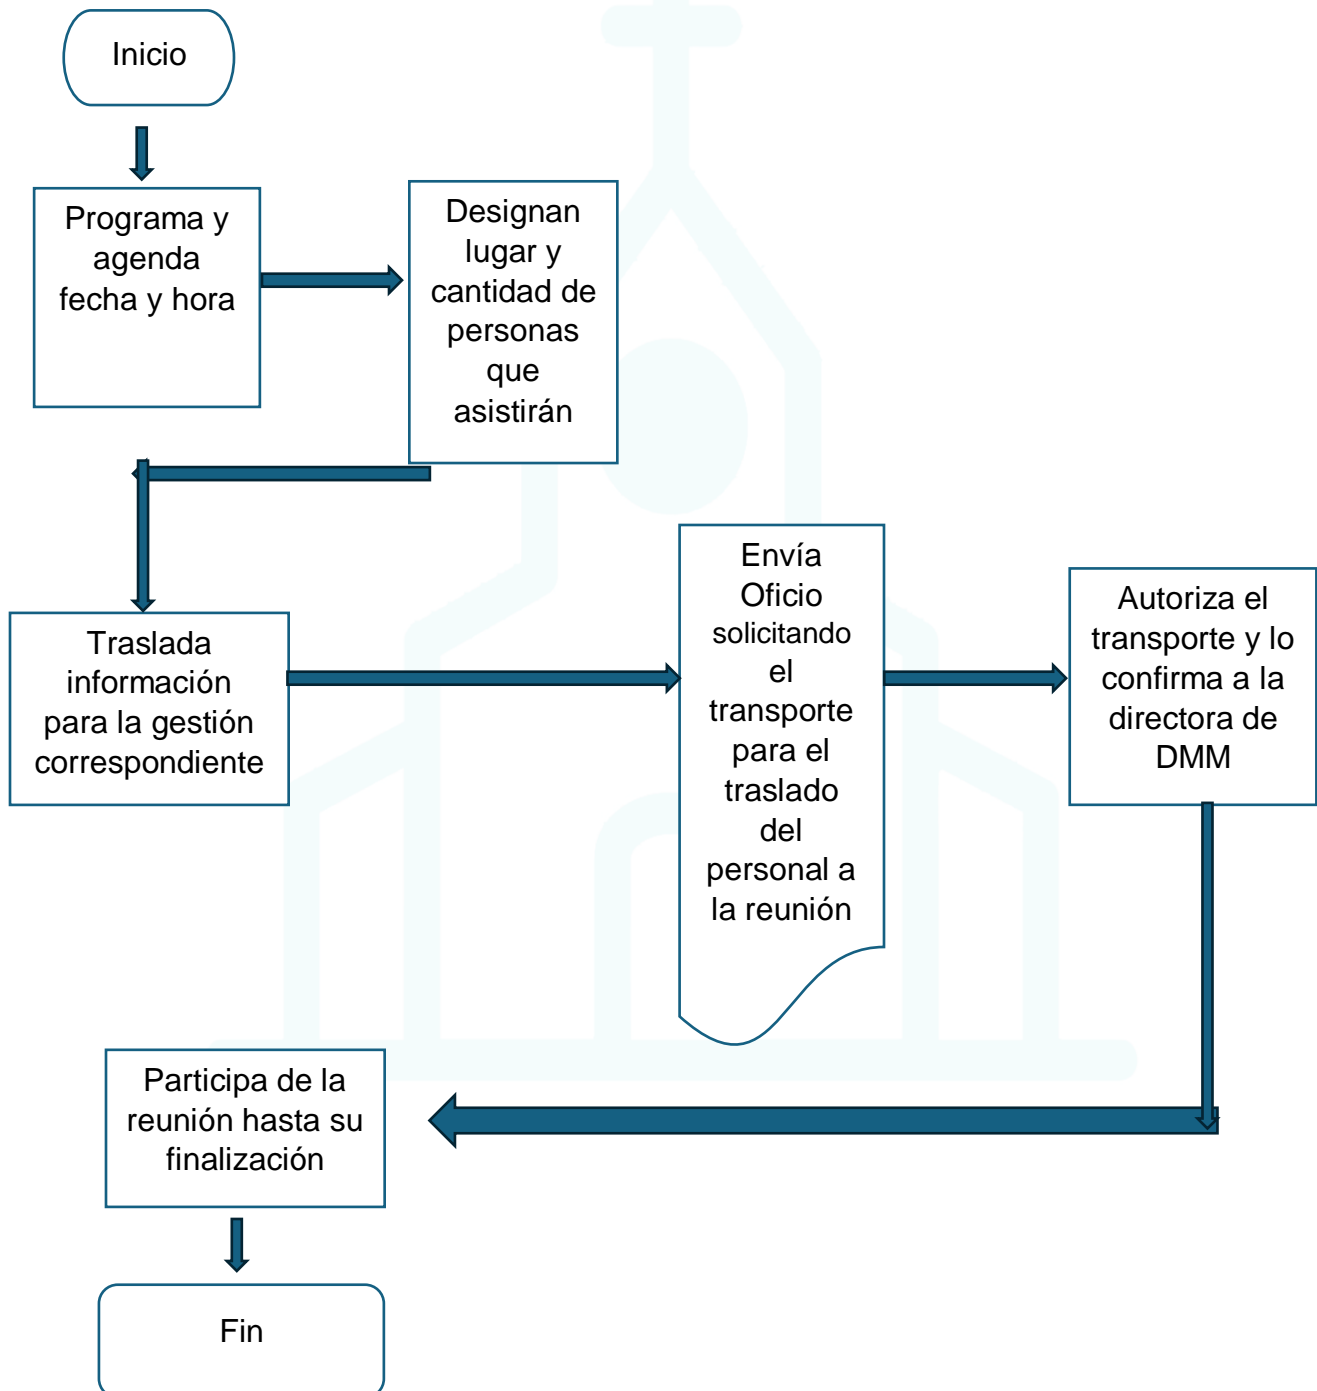 Inicio
Programa y
agenda
fecha y hora
Designan
lugar y
cantidad de
personas
que
asistirán
Traslada
información
para la gestión
correspondiente
Envía
Oficio
solicitando
el
transporte
para el
traslado
del
personal a
la reunión
Autoriza el
transporte y lo
confirma a la
directora de
DMM
Participa de la
reunión hasta su
finalización
Fin